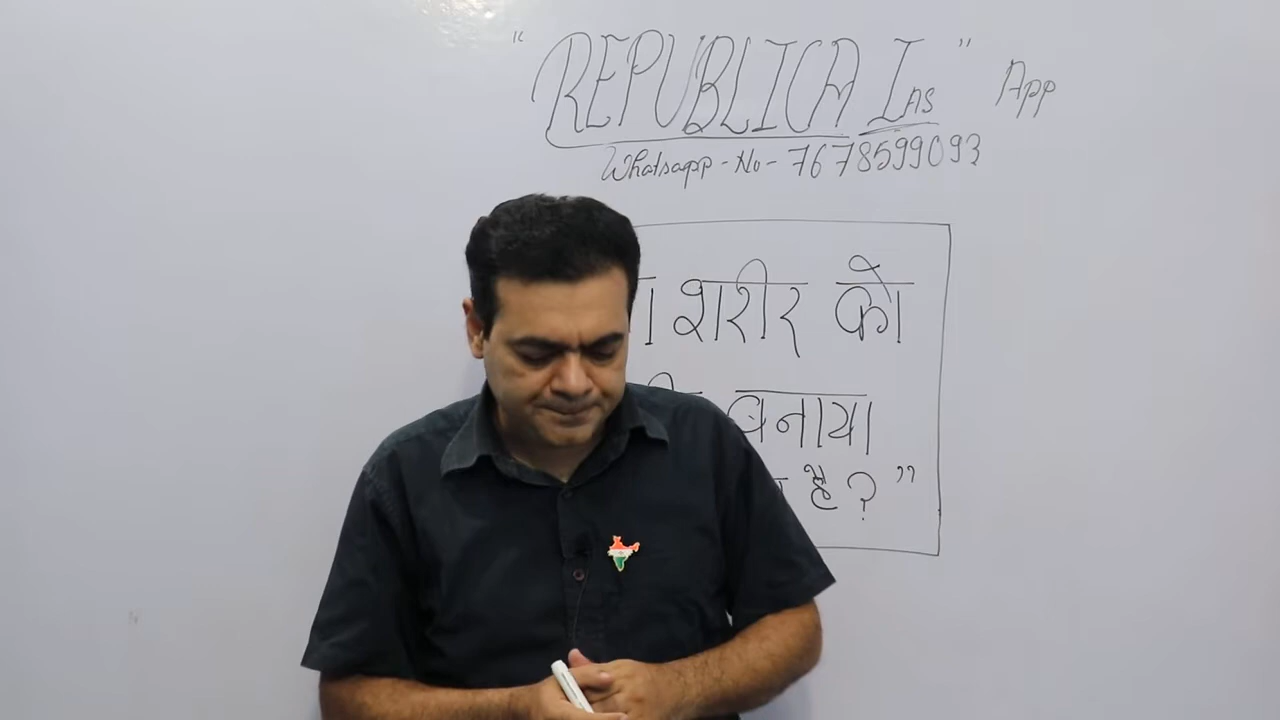 "REPUBLICA IAS" App
Whatsapp-No-7678599093
शरीर को
बनाया
है?"